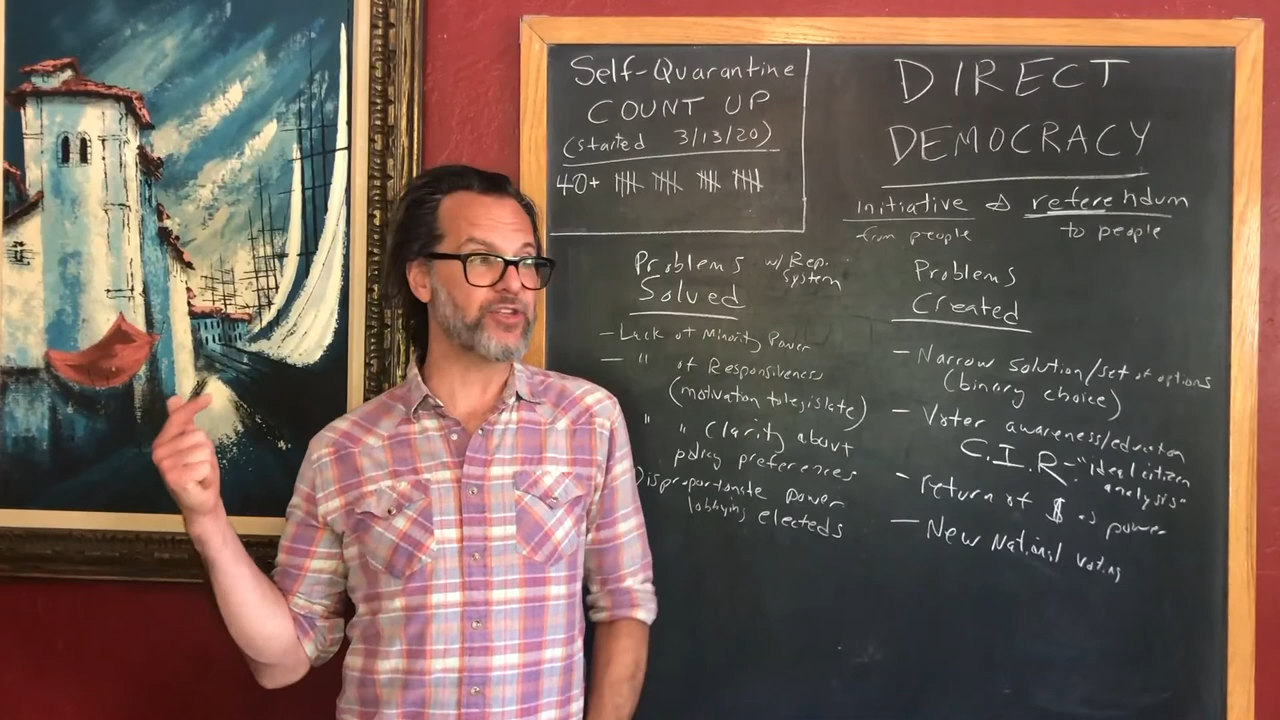 Self-Quarantine
COUNT UP
(started 3/13/20)
40+
DIRECT
DEMOCRACY
initiative & referendum
from people
to people
Problems w/ Rep. system
Solved
- Lack of Minority Power
- " of Responsiveness
(motivation to legislate)
" " Clarity about
policy preferences
Disproportionate power
lobbying electeds
Problems
Created
- Narrow solution/set of options
(binary choice)
- Voter awareness/education
C.I.R - "ideal citizen
analysis"
- return of $ as power
- New National voting